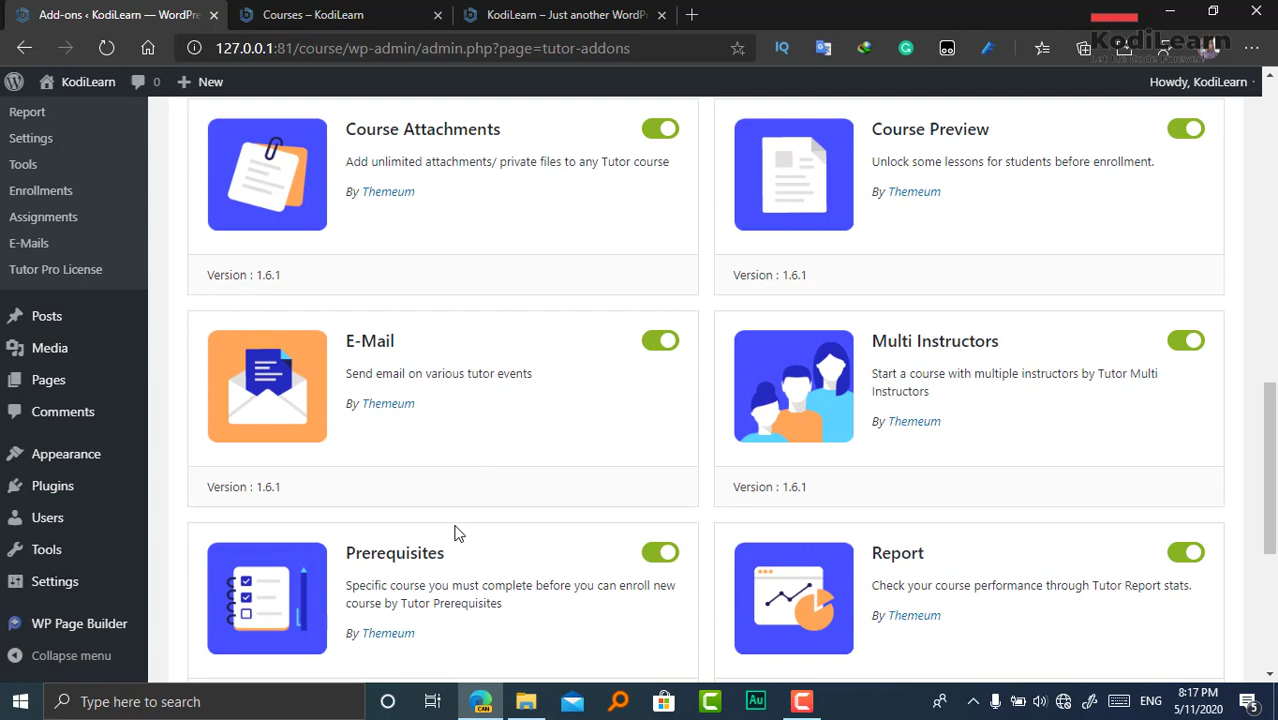 Add-ons ‹ KodiLearn — WordPre
Courses – KodiLearn
KodiLearn – Just another WordPr
127.0.0.1:81/course/wp-admin/admin.php?page=tutor-addons
KodiLearn
KodiLearn
0
New
Howdy, KodiLearn
Report
Settings
Tools
Enrollments
Assignments
E-Mails
Tutor Pro License
Posts
Media
Pages
Comments
Appearance
Plugins
Users
Tools
Settings
WP Page Builder
Collapse menu
Course Attachments
Add unlimited attachments/ private files to any Tutor course
By Themeum
Version : 1.6.1
Course Preview
Unlock some lessons for students before enrollment.
By Themeum
Version : 1.6.1
E-Mail
Send email on various tutor events
By Themeum
Version : 1.6.1
Multi Instructors
Start a course with multiple instructors by Tutor Multi
Instructors
By Themeum
Version : 1.6.1
Prerequisites
Specific course you must complete before you can enroll new
course by Tutor Prerequisites
By Themeum
Report
Check your course performance through Tutor Report stats.
By Themeum
Type here to search
CAN
Au
ENG
8:17 PM
5/11/2020
5